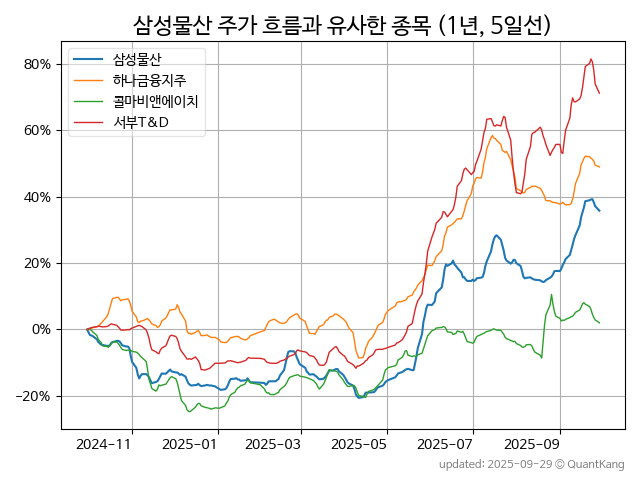 삼성물산 주가 흐름과 유사한 종목 (1년, 5일선)
삼성물산
하나금융지주
콜마비앤에이치
서부T&D
80%
60%
40%
20%
0%
−20%
2024-11
2025-01
2025-03
2025-05
2025-07
2025-09
updated: 2025-09-29 © QuantKang